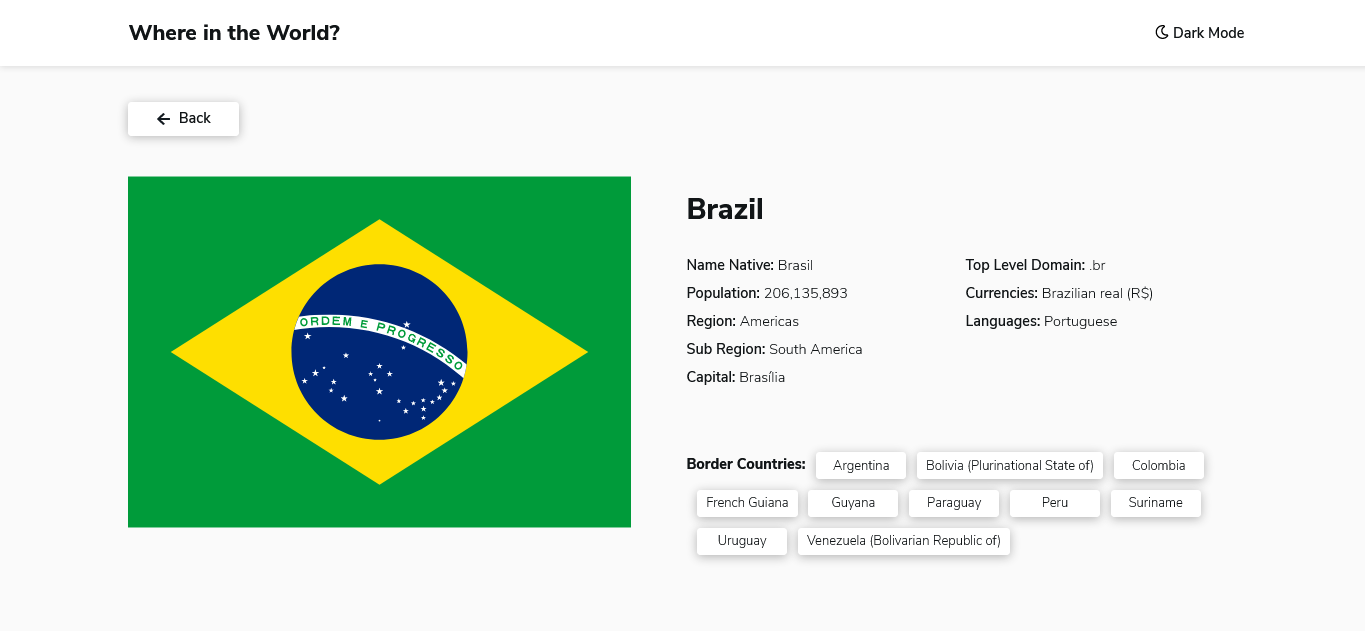 Where in the World?
Dark Mode
Back
ORDEM E PROGRESSO
Brazil
Name Native: Brasil
Population: 206,135,893
Region: Americas
Sub Region: South America
Capital: Brasília
Top Level Domain: .br
Currencies: Brazilian real (R$)
Languages: Portuguese
Border Countries: Argentina Bolivia (Plurinational State of) Colombia
French Guiana Guyana Paraguay Peru Suriname
Uruguay Venezuela (Bolivarian Republic of)